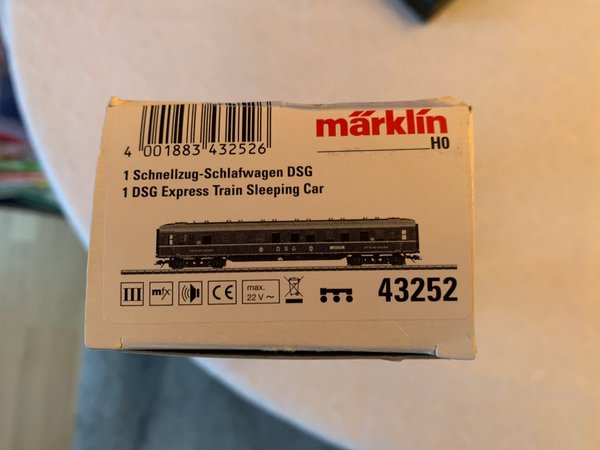 märklin
H0
4 001883 432526
1 Schnellzug-Schlafwagen DSG
1 DSG Express Train Sleeping Car
DSG
III
mfx
CE
max.
22 V ~
43252